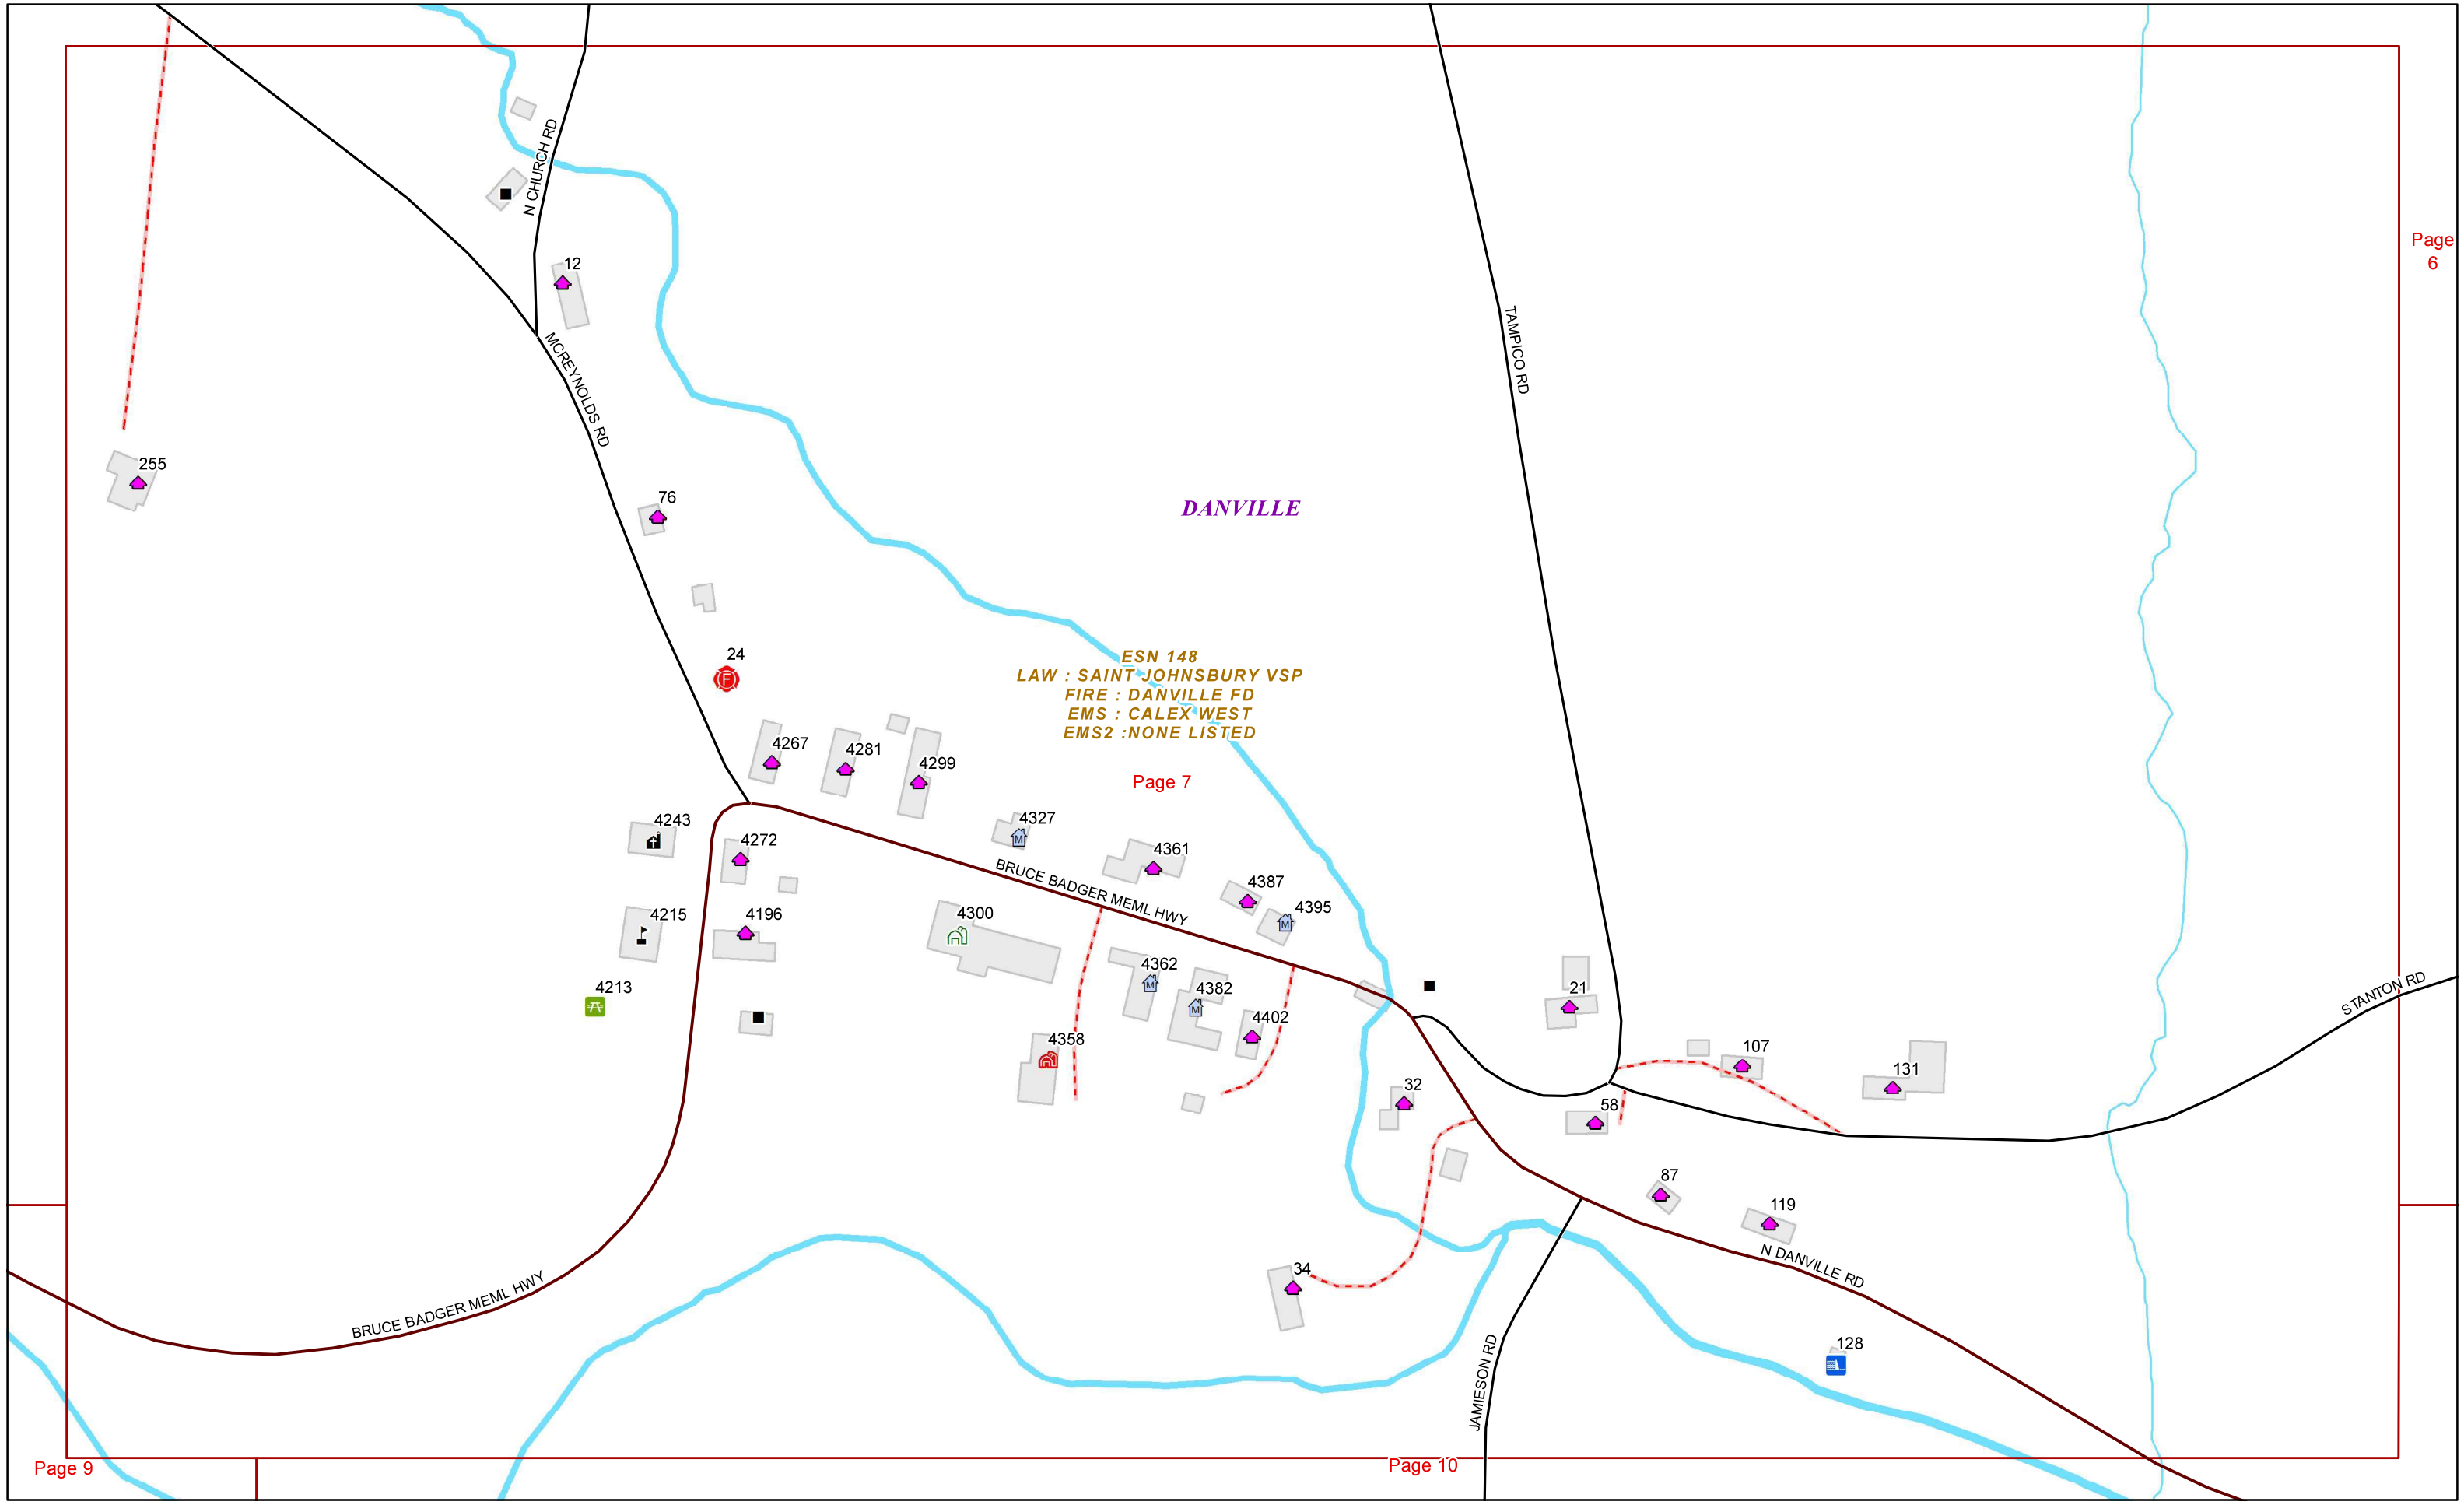 N CHURCH RD
Page
6
12
MCREYNOLDS RD
TAMPICO RD
255
76
DANVILLE
24
ESN 148
LAW : SAINT JOHNSBURY VSP
FIRE : DANVILLE FD
EMS : CALEX WEST
EMS2 :NONE LISTED
F
4267
4281
4299
Page 7
4243
4272
4327
M
4361
BRUCE BADGER MEML HWY
4387
4395
M
4215
4196
4300
4362
M
4382
M
4213
4402
21
STANTON RD
4358
107
131
32
58
87
119
N DANVILLE RD
34
BRUCE BADGER MEML HWY
JAMIESON RD
128
Page 9
Page 10